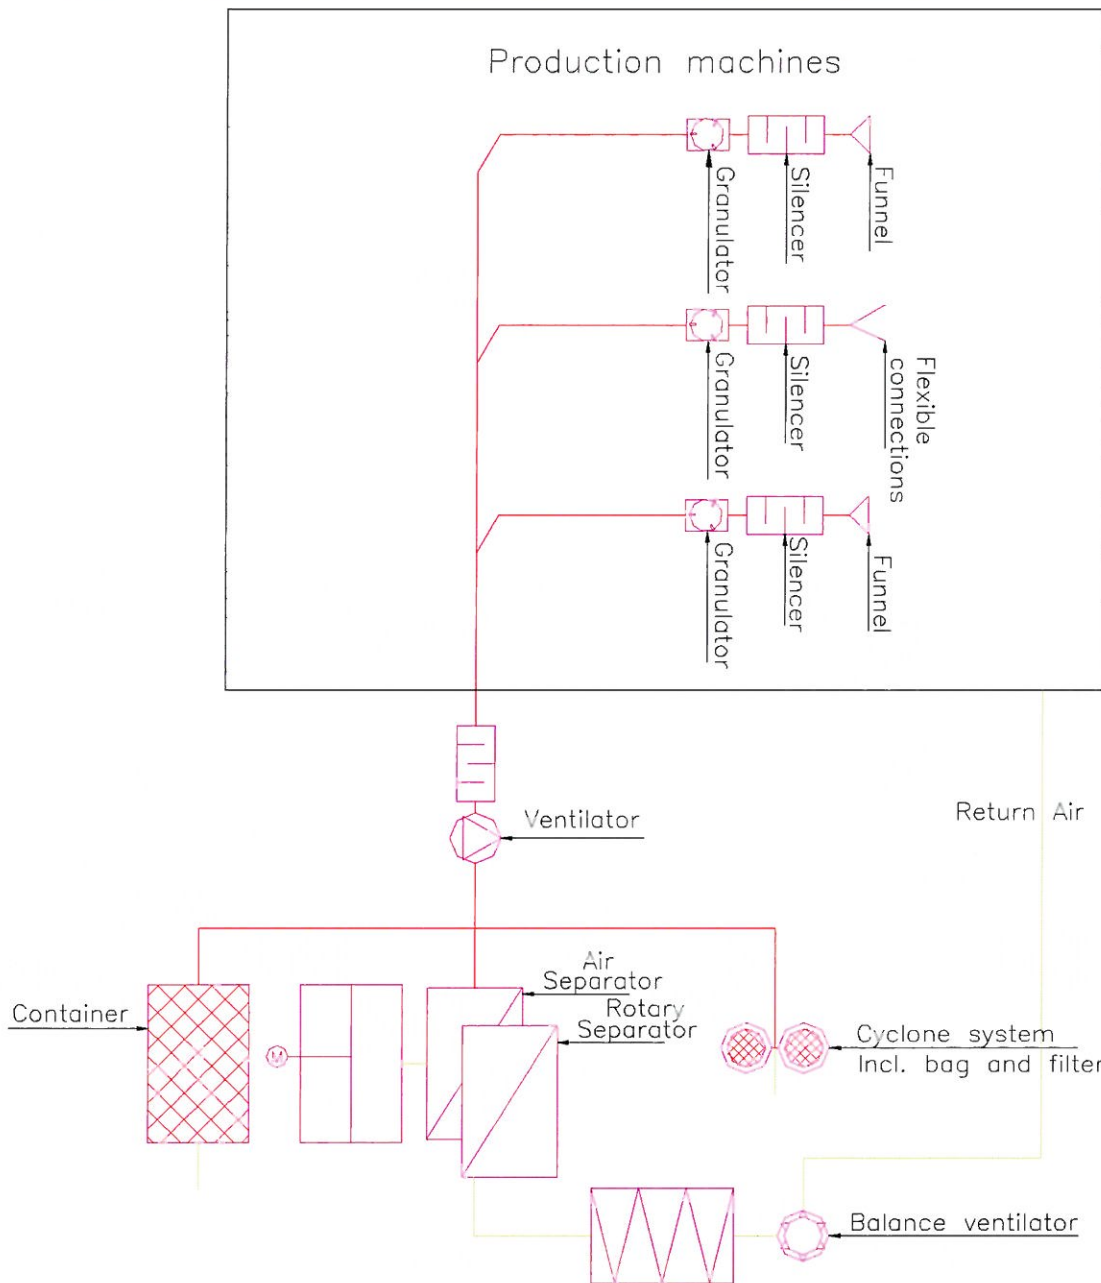 Production machines
Granulator
Silencer
Funnel
Granulator
Silencer
Flexible
connections
Granulator
Silencer
Funnel
Ventilator
Return Air
Air
Separator
Rotary
Separator
Container
M
Cyclone system
Incl. bag and filter
Balance ventilator